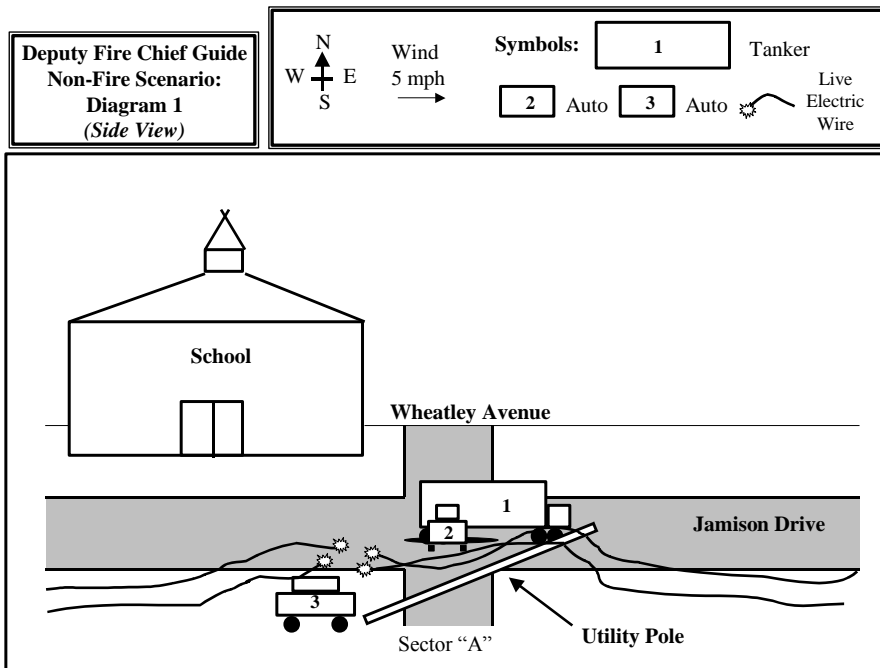 Deputy Fire Chief Guide
Non-Fire Scenario:
Diagram 1
(Side View)
N
W E
S
Wind
5 mph
Symbols:
1 Tanker
2 Auto 3 Auto
Live
Electric
Wire
School
Wheatley Avenue
1
2
Jamison Drive
3
Sector “A”
Utility Pole